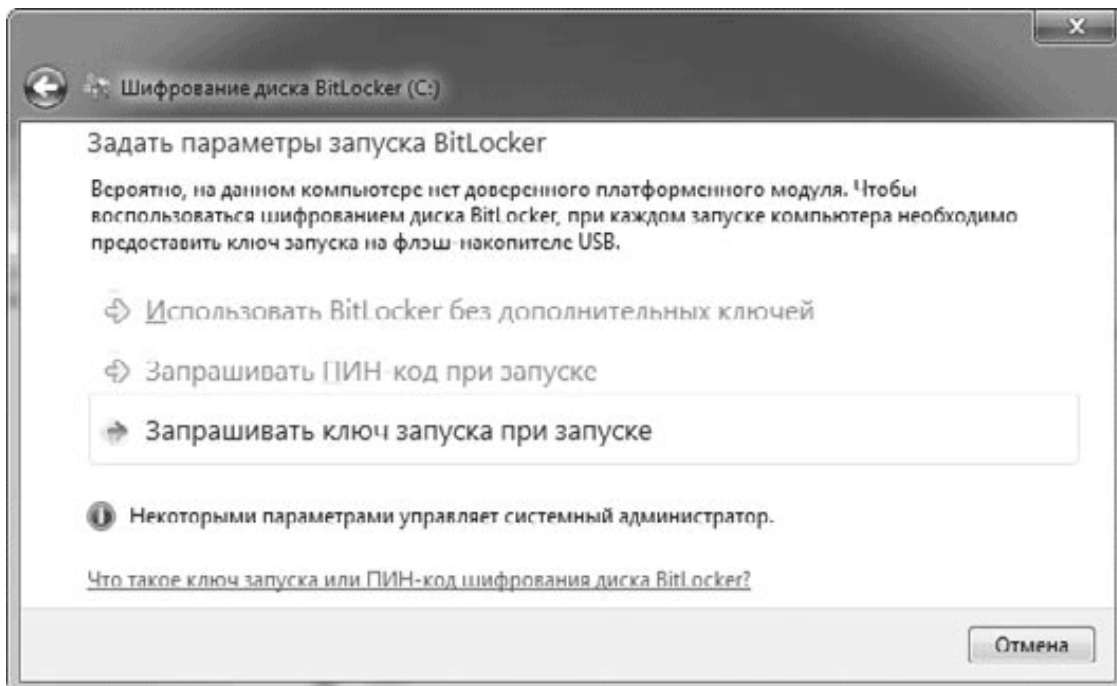 Шифрование диска BitLocker (C:)
Задать параметры запуска BitLocker
Вероятно, на данном компьютере нет доверенного платформенного модуля. Чтобы
воспользоваться шифрованием диска BitLocker, при каждом запуске компьютера необходимо
предоставить ключ запуска на флэш-накопителе USB.
Использовать BitLocker без дополнительных ключей
Запрашивать ПИН-код при запуске
Запрашивать ключ запуска при запуске
Некоторыми параметрами управляет системный администратор.
Что такое ключ запуска или ПИН-код шифрования диска BitLocker?
Отмена